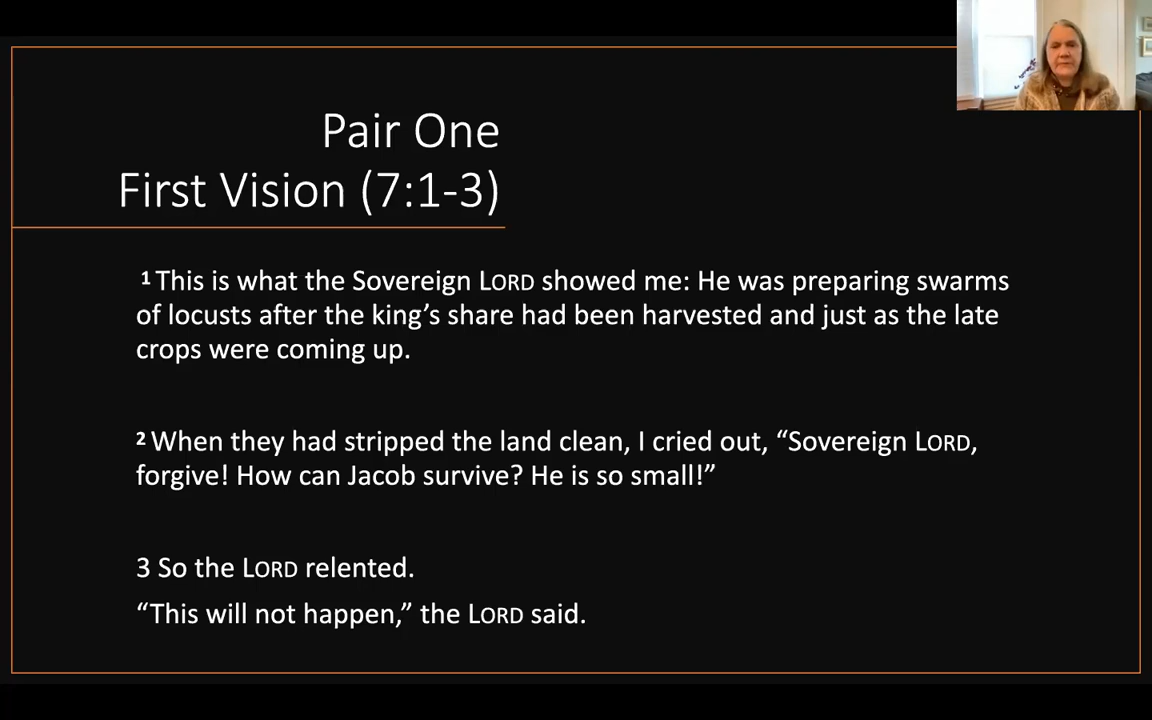 Pair One
First Vision (7:1-3)
1 This is what the Sovereign LORD showed me: He was preparing swarms
of locusts after the king’s share had been harvested and just as the late
crops were coming up.
2 When they had stripped the land clean, I cried out, “Sovereign LORD,
forgive! How can Jacob survive? He is so small!”
3 So the LORD relented.
“This will not happen,” the LORD said.